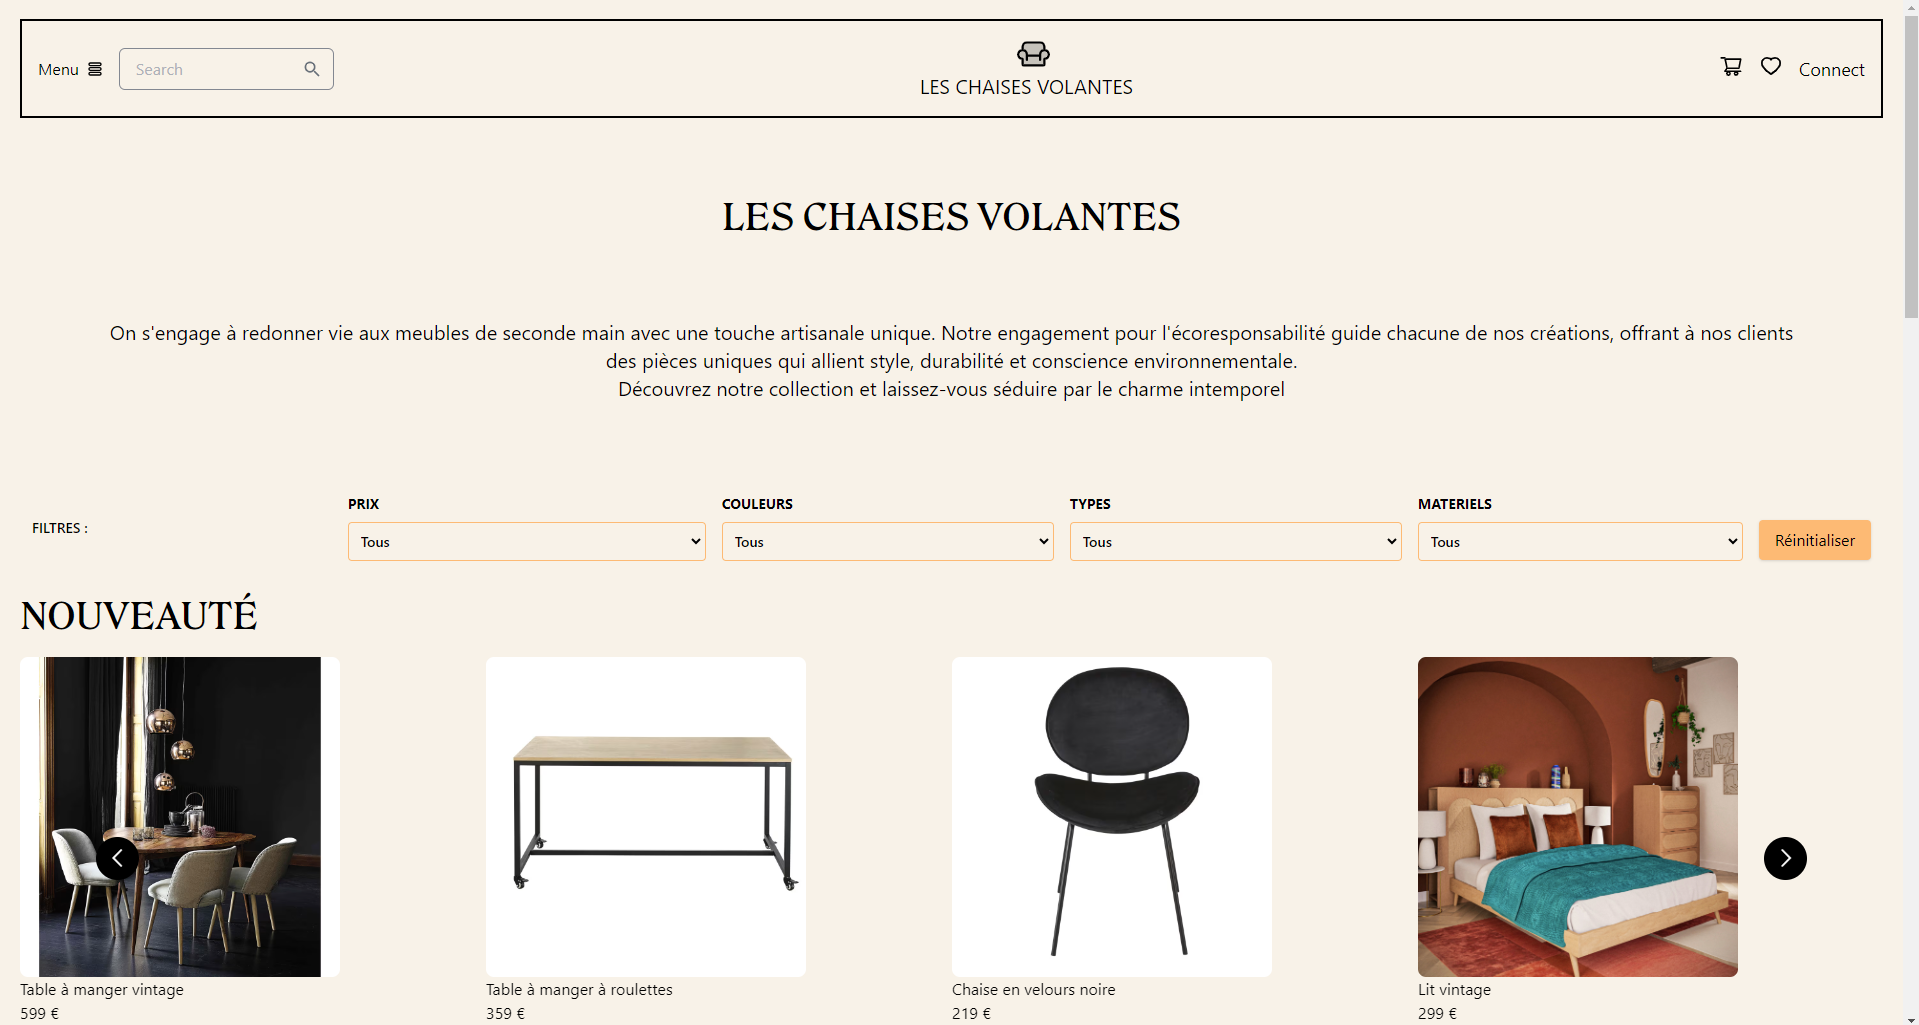 Menu
Search
LES CHAISES VOLANTES
Connect
LES CHAISES VOLANTES
On s'engage à redonner vie aux meubles de seconde main avec une touche artisanale unique. Notre engagement pour l'écoresponsabilité guide chacune de nos créations, offrant à nos clients
des pièces uniques qui allient style, durabilité et conscience environnementale.
Découvrez notre collection et laissez-vous séduire par le charme intemporel
FILTRES :
PRIX
Tous
COULEURS
Tous
TYPES
Tous
MATERIELS
Tous
Réinitialiser
NOUVEAUTÉ
Table à manger vintage
599 €
Table à manger à roulettes
359 €
Chaise en velours noire
219 €
Lit vintage
299 €